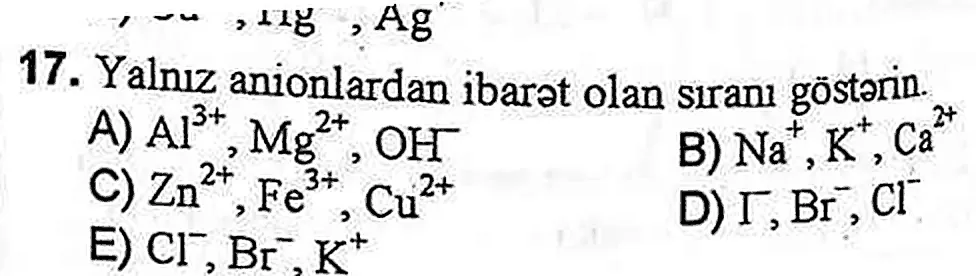 , Ag
17. Yalnız anionlardan ibarət olan sıranı göstərin.
A) Al³⁺, Mg²⁺, OH⁻ B) Na⁺, K⁺, Ca²⁺
C) Zn²⁺, Fe³⁺, Cu²⁺ D) I⁻, Br⁻, Cl⁻
E) Cl⁻, Br⁻, K⁺